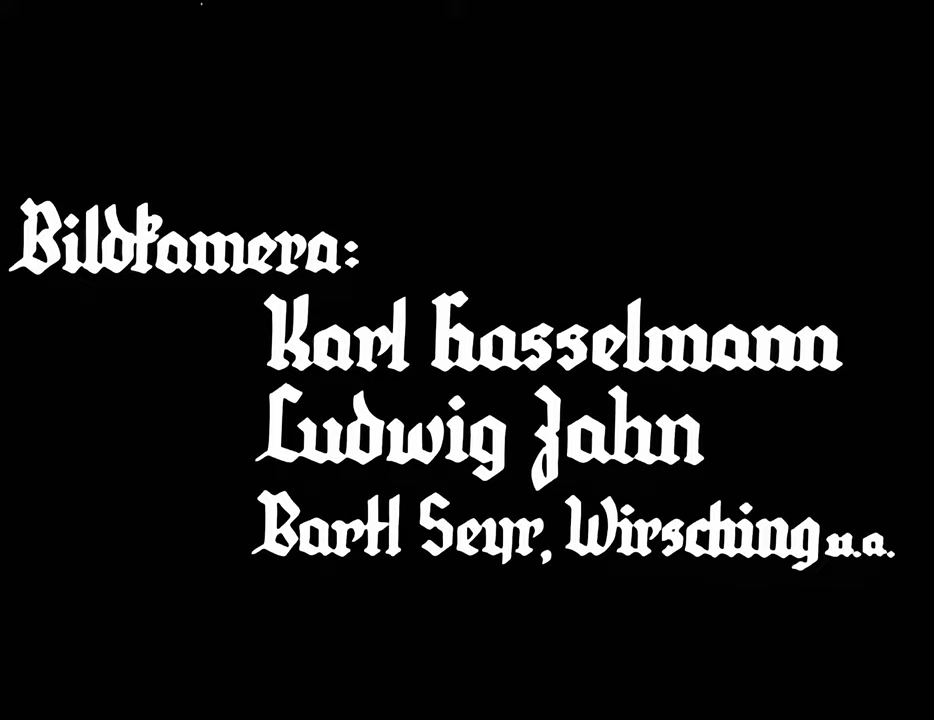 Bildkamera:
Karl Hasselmann
Ludwig Zahn
Bartl Seyr, Wirsching u.a.